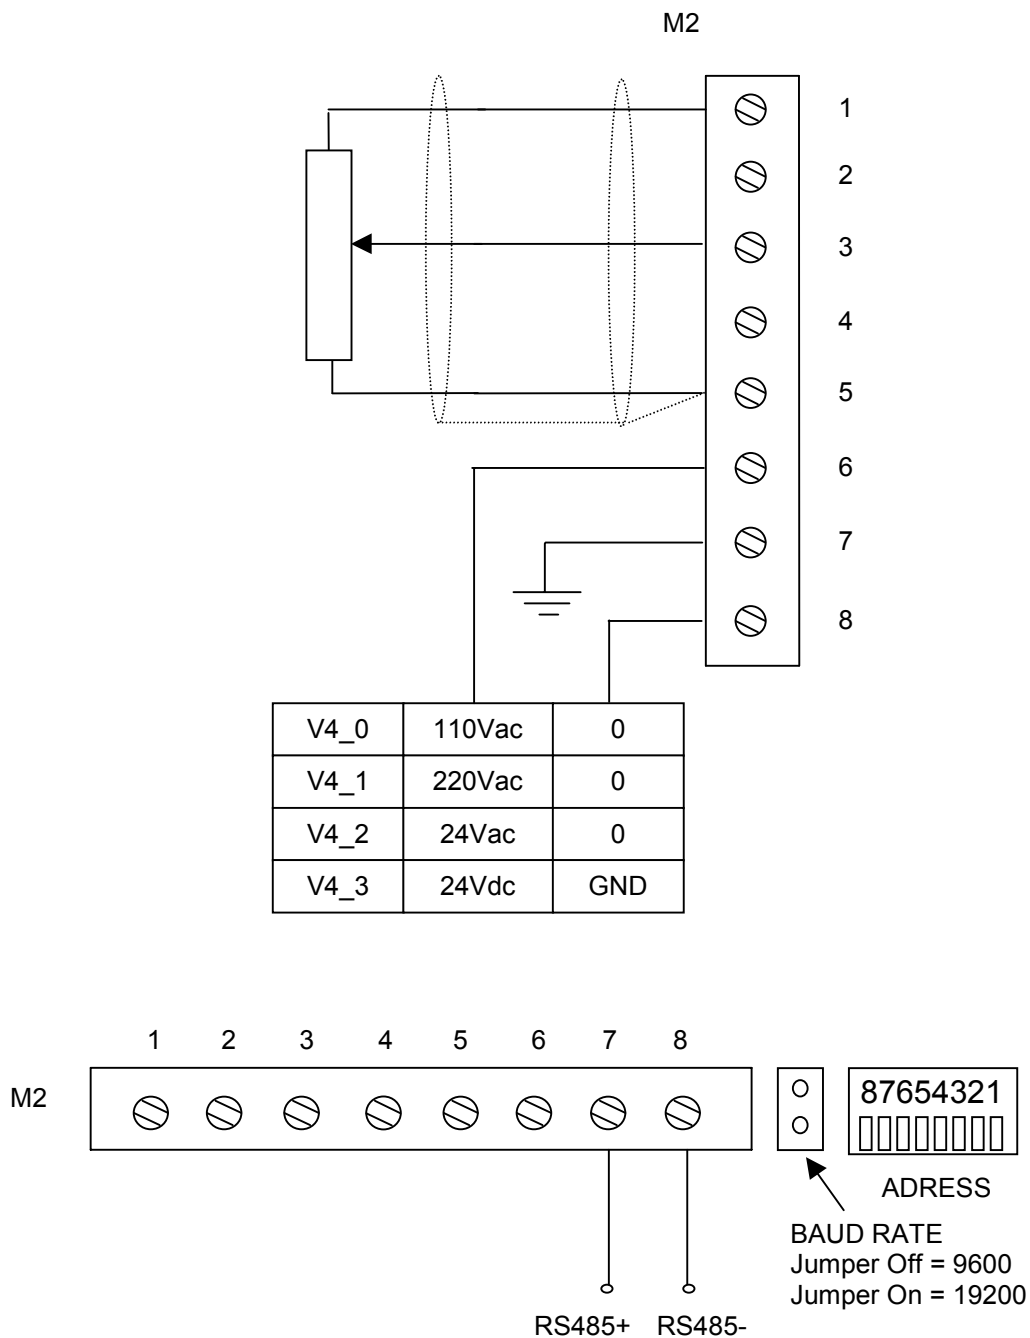 M2
1
2
3
4
5
6
7
8
V4_0 110Vac 0
V4_1 220Vac 0
V4_2 24Vac 0
V4_3 24Vdc GND
1 2 3 4 5 6 7 8
M2
87654321
ADRESS
BAUD RATE
Jumper Off = 9600
Jumper On = 19200
RS485+ RS485-